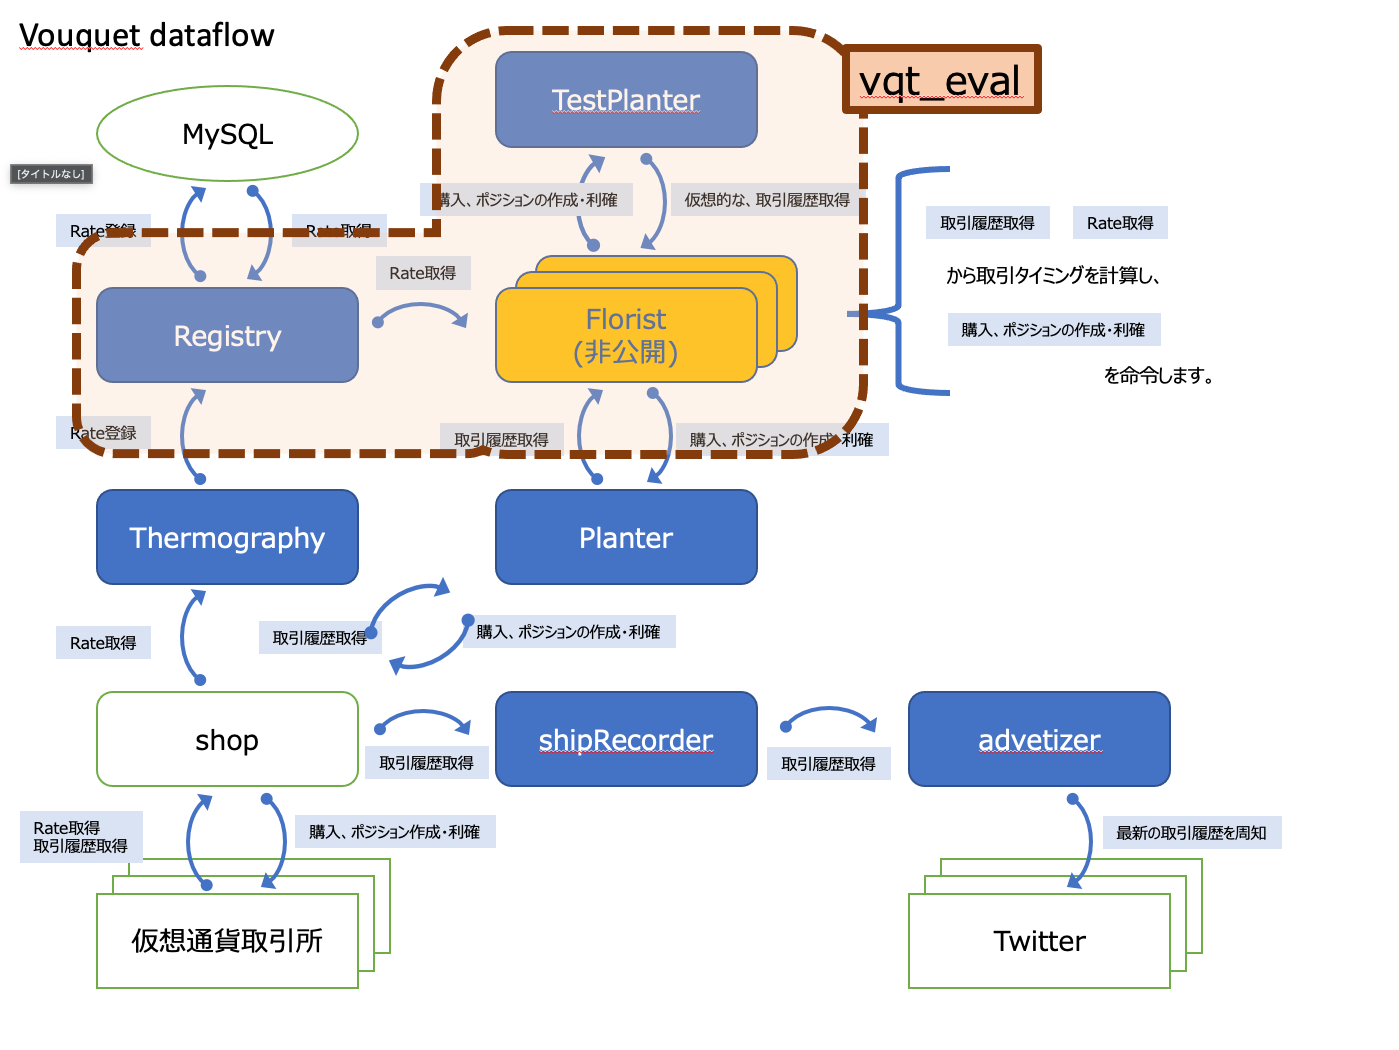 Vouquet dataflow
vqt_eval
TestPlanter
MySQL
[タイトルなし]
購入、ポジションの作成・利確
仮想的な、取引履歴取得
Rate登録
Rate取得
取引履歴取得
Rate取得
から取引タイミングを計算し、
購入、ポジションの作成・利確
を命令します。
Rate取得
Registry
Florist
(非公開)
Rate登録
取引履歴取得
購入、ポジションの作成・利確
Thermography
Planter
Rate取得
取引履歴取得
購入、ポジションの作成・利確
shop
shipRecorder
advetizer
取引履歴取得
取引履歴取得
Rate取得
取引履歴取得
購入、ポジション作成・利確
最新の取引履歴を周知
仮想通貨取引所
Twitter